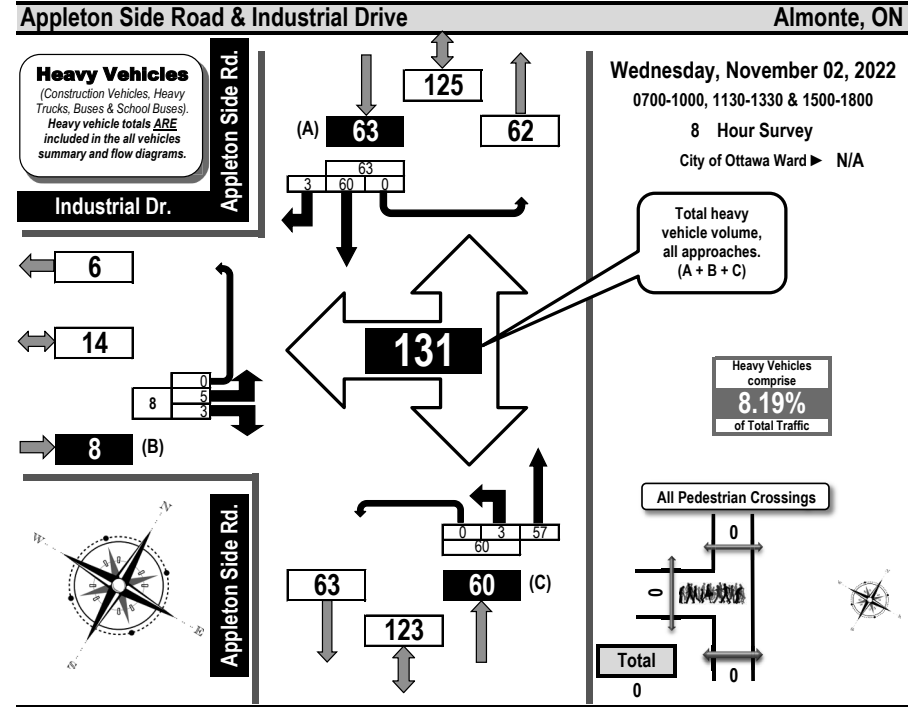 Appleton Side Road & Industrial Drive
Almonte, ON
Heavy Vehicles
(Construction Vehicles, Heavy
Trucks, Buses & School Buses).
Heavy vehicle totals ARE
included in the all vehicles
summary and flow diagrams.
Appleton Side Rd.
Industrial Dr.
125
(A) 63
62
63
3 60 0
Wednesday, November 02, 2022
0700-1000, 1130-1330 & 1500-1800
8 Hour Survey
City of Ottawa Ward ► N/A
Total heavy
vehicle volume,
all approaches.
(A + B + C)
6
14
131
0
8 5
3
8 (B)
Heavy Vehicles
comprise
8.19%
of Total Traffic
N
W
E
S
Appleton Side Rd.
0 3 57
60
63
60 (C)
123
All Pedestrian Crossings
0
0
0
Total
0